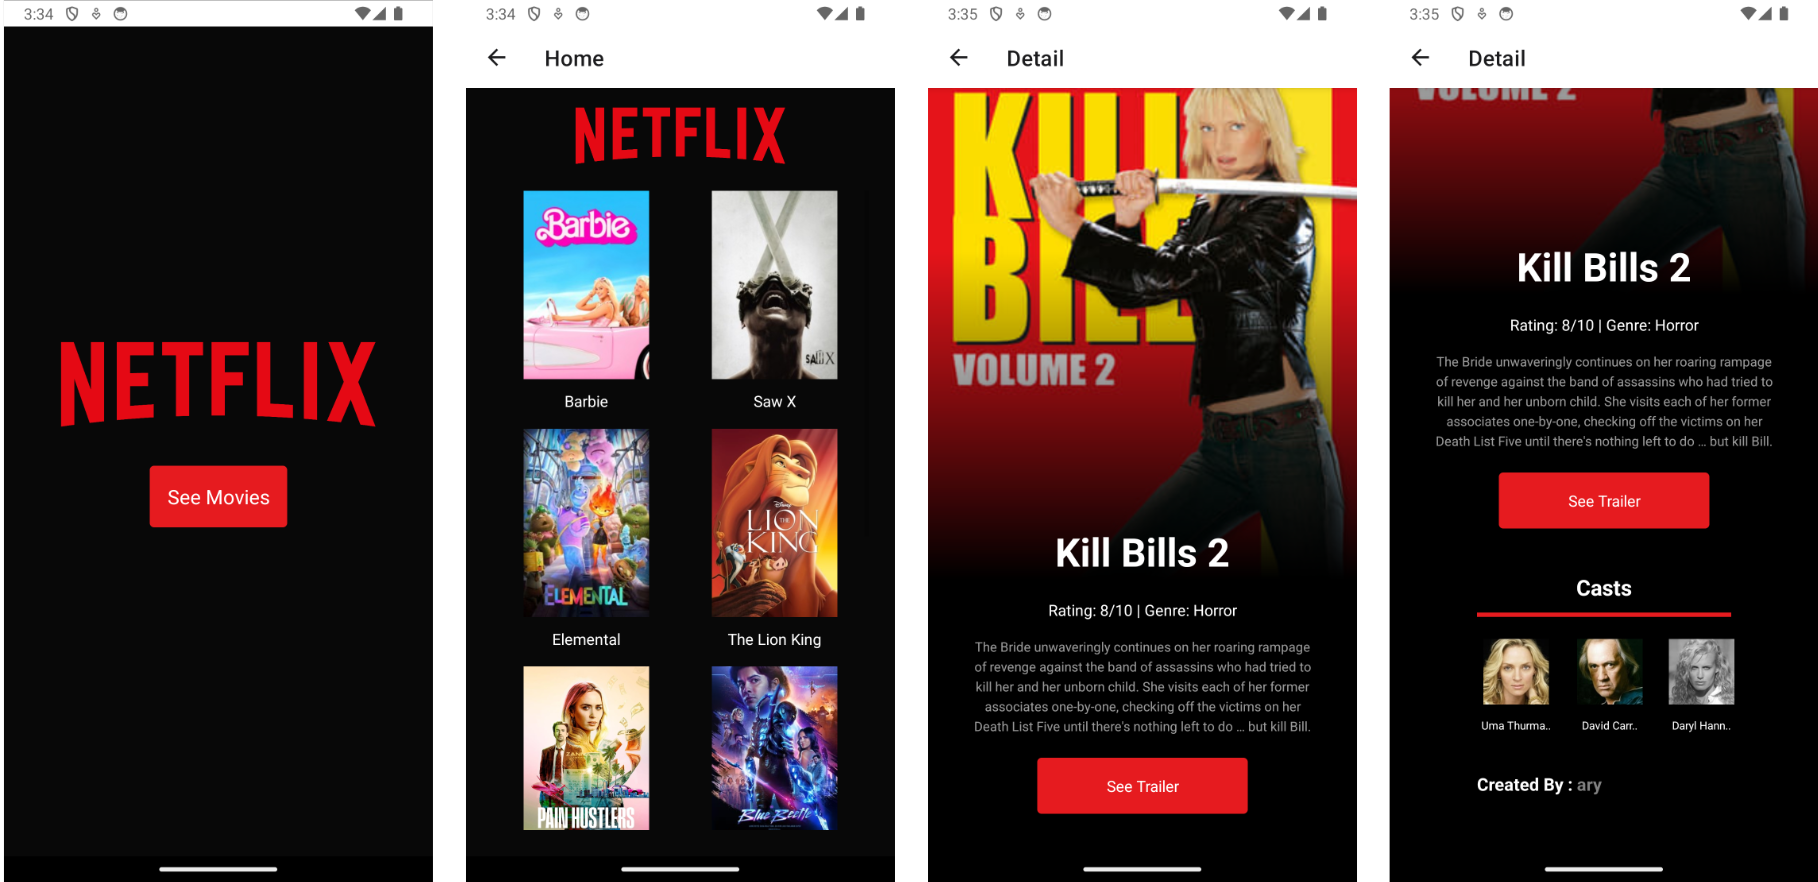 3:34
NETFLIX
See Movies
3:34
Home
NETFLIX
Barbie
SAW X
Barbie
Saw X
ELEMENTAL
Disney
THE
LION
KING
Elemental
The Lion King
PAIN HUSTLERS
Blue Beetle
3:35
Detail
KILL
BILL
VOLUME 2
Kill Bills 2
Rating: 8/10 | Genre: Horror
The Bride unwaveringly continues on her roaring rampage
of revenge against the band of assassins who had tried to
kill her and her unborn child. She visits each of her former
associates one-by-one, checking off the victims on her
Death List Five until there's nothing left to do ... but kill Bill.
See Trailer
3:35
Detail
VOLUME 2
Kill Bills 2
Rating: 8/10 | Genre: Horror
The Bride unwaveringly continues on her roaring rampage
of revenge against the band of assassins who had tried to
kill her and her unborn child. She visits each of her former
associates one-by-one, checking off the victims on her
Death List Five until there's nothing left to do ... but kill Bill.
See Trailer
Casts
Uma Thurma..
David Carr..
Daryl Hann..
Created By : ary